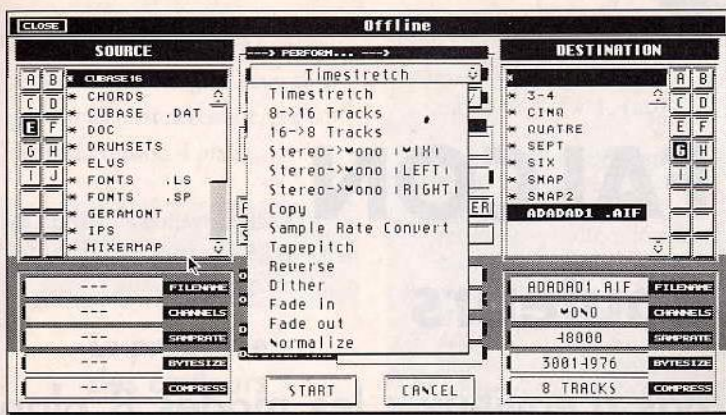 CLOSE
Offline
SOURCE
---> PERFORM... --->
DESTINATION
A B
C D
E F
G H
I J
* CUBASE16
* CHORDS
* CUBASE .DAT
* DOC
* DRUMSETS
* ELVS
* FONTS .LS
* FONTS .SP
* GERAMONT
* IPS
* MIXERMAP
Timestretch
Timestretch
8->16 Tracks
16->8 Tracks
Stereo->Mono (MIX)
Stereo->Mono (LEFT)
Stereo->Mono (RIGHT)
Copy
Sample Rate Convert
Tapepitch
Reverse
Dither
Fade in
Fade out
Normalize
ER
START
CANCEL
*
* 3-4
* CINQ
* QUATRE
* SEPT
* SIX
* SNAP
* SNAP2
ADADAD1 .AIF
A B
C D
E F
G H
I J
--- FILENAME
--- CHANNELS
--- SAMPRATE
--- BYTESIZE
--- COMPRESS
ADADAD1.AIF FILENAME
MONO CHANNELS
48000 SAMPRATE
30014976 BYTESIZE
8 TRACKS COMPRESS